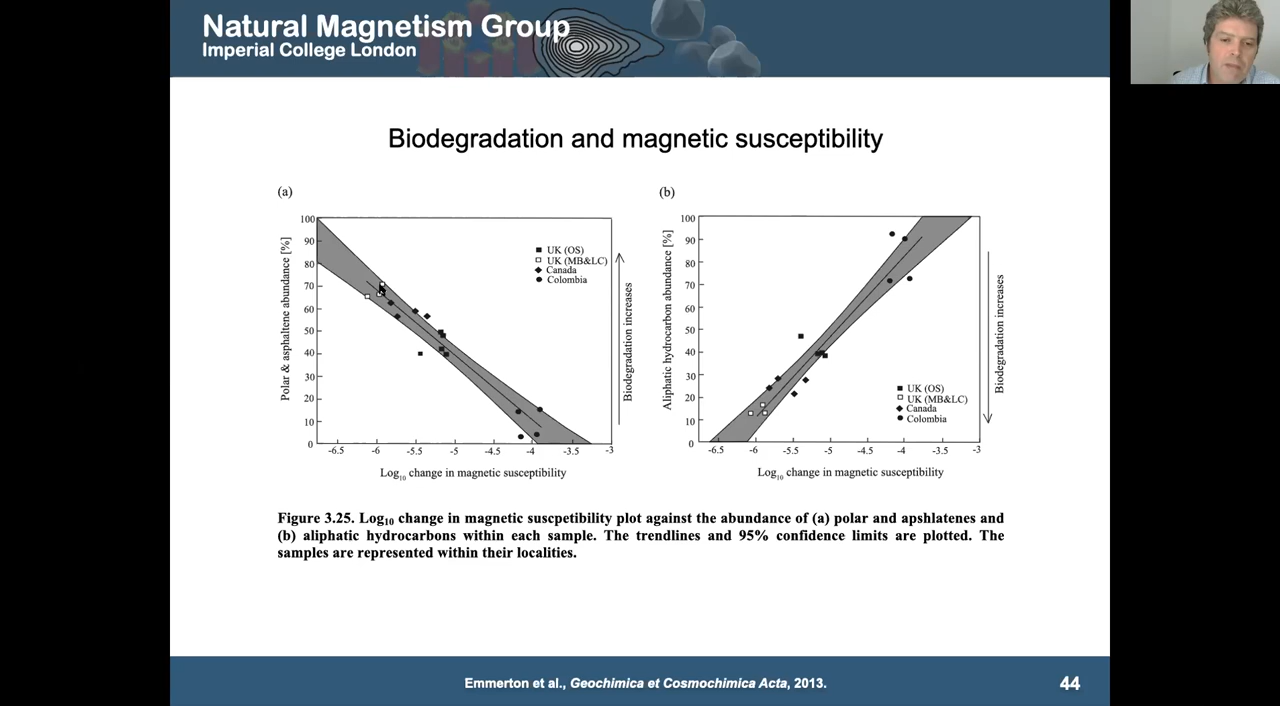 Natural Magnetism Group
Imperial College London
Biodegradation and magnetic susceptibility
(a)
Polar & asphaltene abundance [%]
100
90
80
70
60
50
40
30
20
10
0
-6.5 -6 -5.5 -5 -4.5 -4 -3.5 -3
Log10 change in magnetic susceptibility
UK (OS)
UK (MB&LC)
Canada
Colombia
Biodegradation increases
(b)
Aliphatic hydrocarbon abundance [%]
100
90
80
70
60
50
40
30
20
10
0
-6.5 -6 -5.5 -5 -4.5 -4 -3.5 -3
Log10 change in magnetic susceptibility
UK (OS)
UK (MB&LC)
Canada
Colombia
Biodegradation increases
Figure 3.25. Log10 change in magnetic suscpetibility plot against the abundance of (a) polar and apshlatenes and
(b) aliphatic hydrocarbons within each sample. The trendlines and 95% confidence limits are plotted. The
samples are represented within their localities.
Emmerton et al., Geochimica et Cosmochimica Acta, 2013.
44